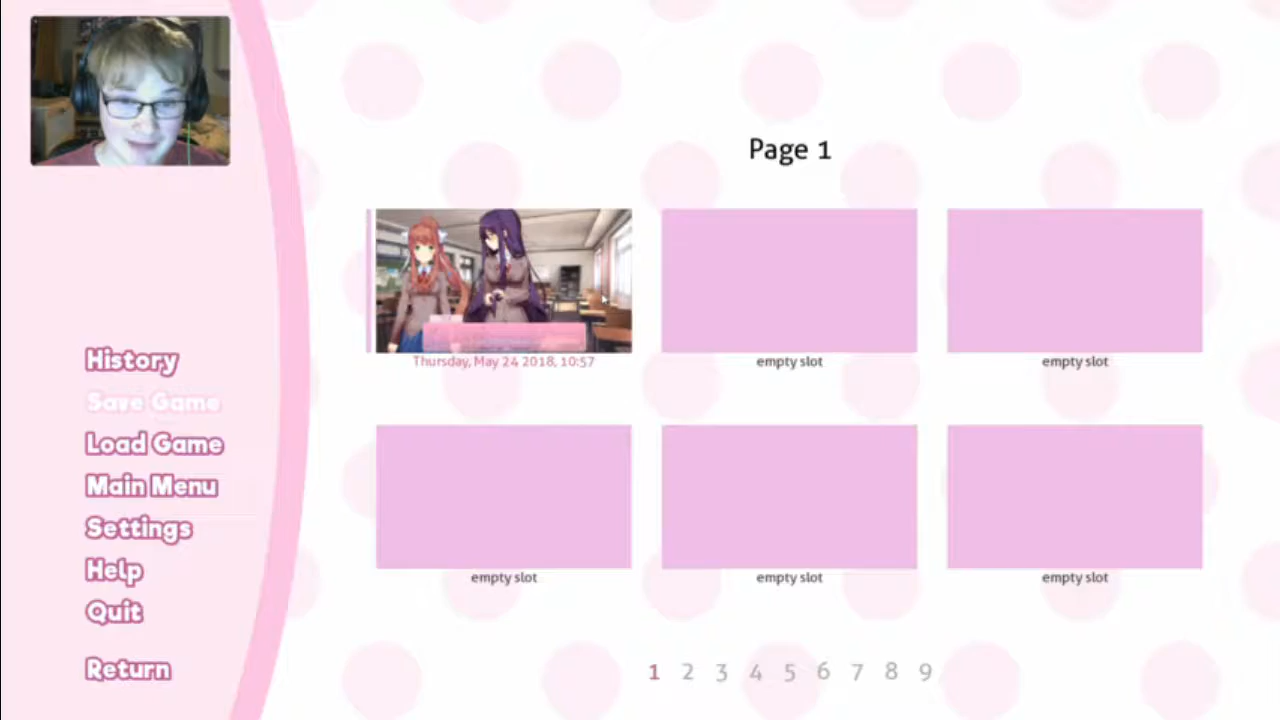 Page 1
Thursday, May 24 2018, 10:57
empty slot
empty slot
empty slot
empty slot
empty slot
History
Save Game
Load Game
Main Menu
Settings
Help
Quit
Return
1 2 3 4 5 6 7 8 9